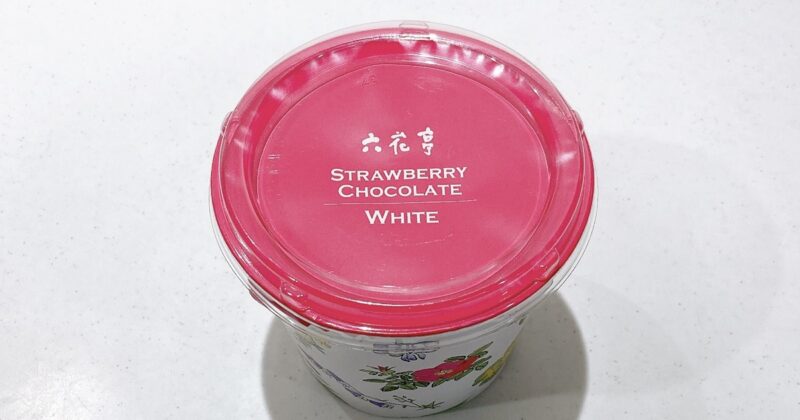 六花亭
STRAWBERRY
CHOCOLATE
WHITE